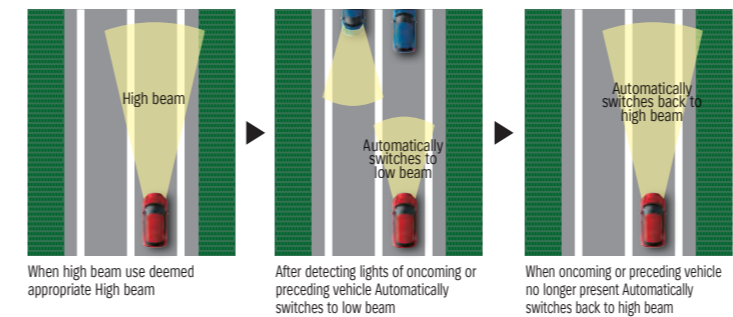 High beam
Automatically
switches to
low beam
Automatically
switches back to
high beam
When high beam use deemed
appropriate High beam
After detecting lights of oncoming or
preceding vehicle Automatically
switches to low beam
When oncoming or preceding vehicle
no longer present Automatically
switches back to high beam